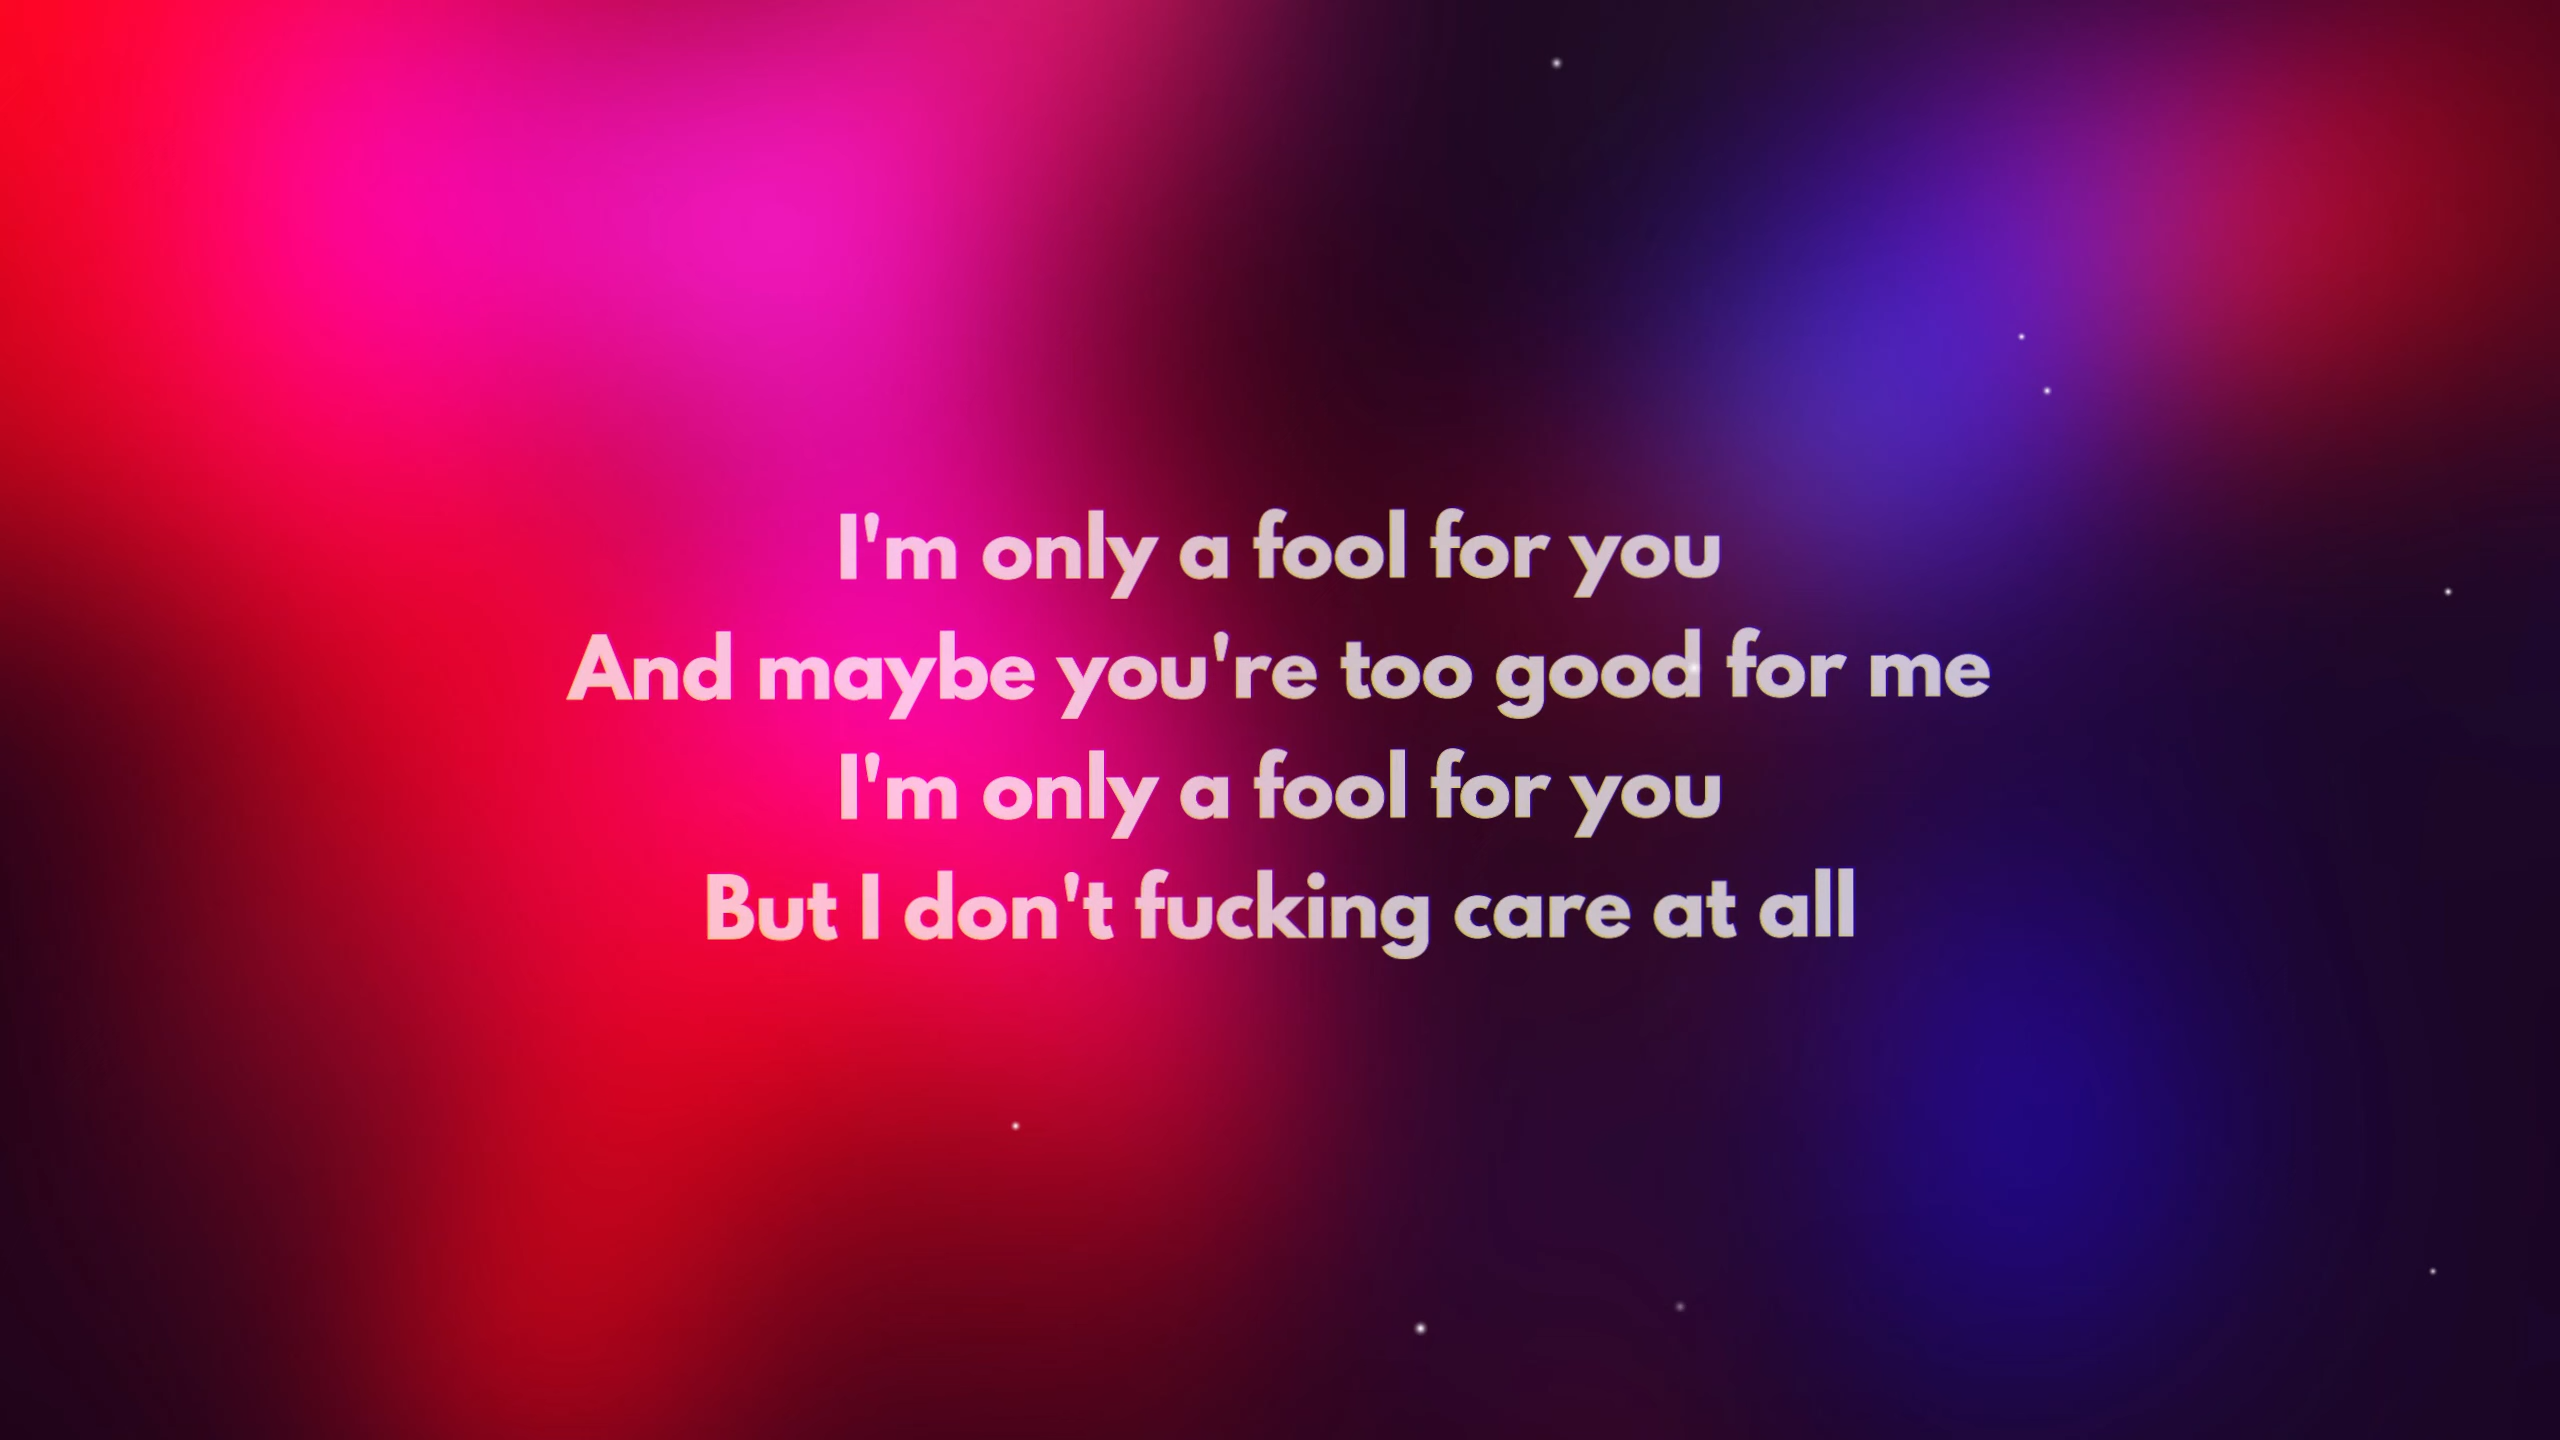 I'm only a fool for you
And maybe you're too good for me
I'm only a fool for you
But I don't fucking care at all